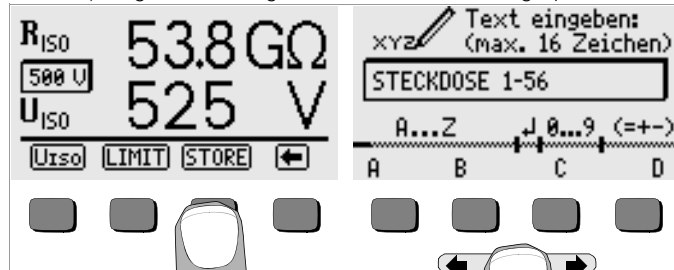 RISO 53.8 GΩ
500 V
UISO 525 V
UISO LIMIT STORE
XYZ Text eingeben:
(max. 16 Zeichen)
STECKDOSE 1-56
A...Z ↲ 0...9 (=+-)
A B C D